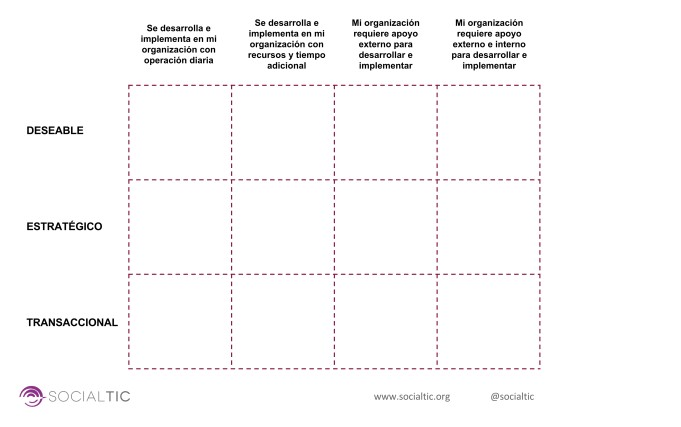 Se desarrolla e
implementa en mi
organización con
operación diaria
Se desarrolla e
implementa en mi
organización con
recursos y tiempo
adicional
Mi organización
requiere apoyo
externo para
desarrollar e
implementar
Mi organización
requiere apoyo
externo e interno
para desarrollar e
implementar
DESEABLE
ESTRATÉGICO
TRANSACCIONAL
SOCIALTIC
www.socialtic.org
@socialtic